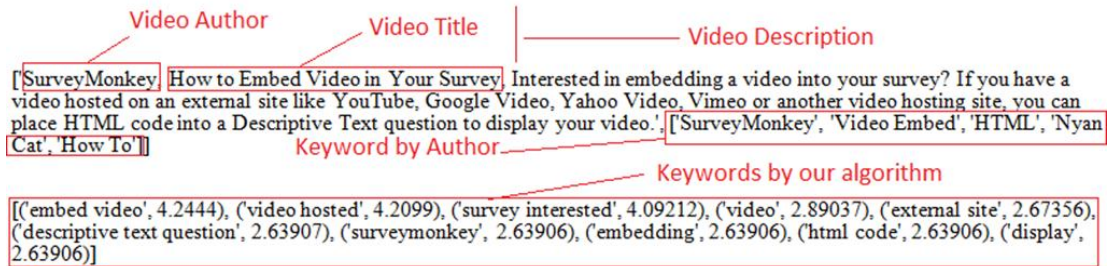 Video Author
Video Title
Video Description
['SurveyMonkey, How to Embed Video in Your Survey, Interested in embedding a video into your survey? If you have a
video hosted on an external site like YouTube, Google Video, Yahoo Video, Vimeo or another video hosting site, you can
place HTML code into a Descriptive Text question to display your video.', ['SurveyMonkey', 'Video Embed', 'HTML', 'Nyan
Cat', 'How To']]
Keyword by Author
Keywords by our algorithm
[('embed video', 4.2444), ('video hosted', 4.2099), ('survey interested', 4.09212), ('video', 2.89037), ('external site', 2.67356),
('descriptive text question', 2.63907), ('surveymonkey', 2.63906), ('embedding', 2.63906), ('html code', 2.63906), ('display',
2.63906)]